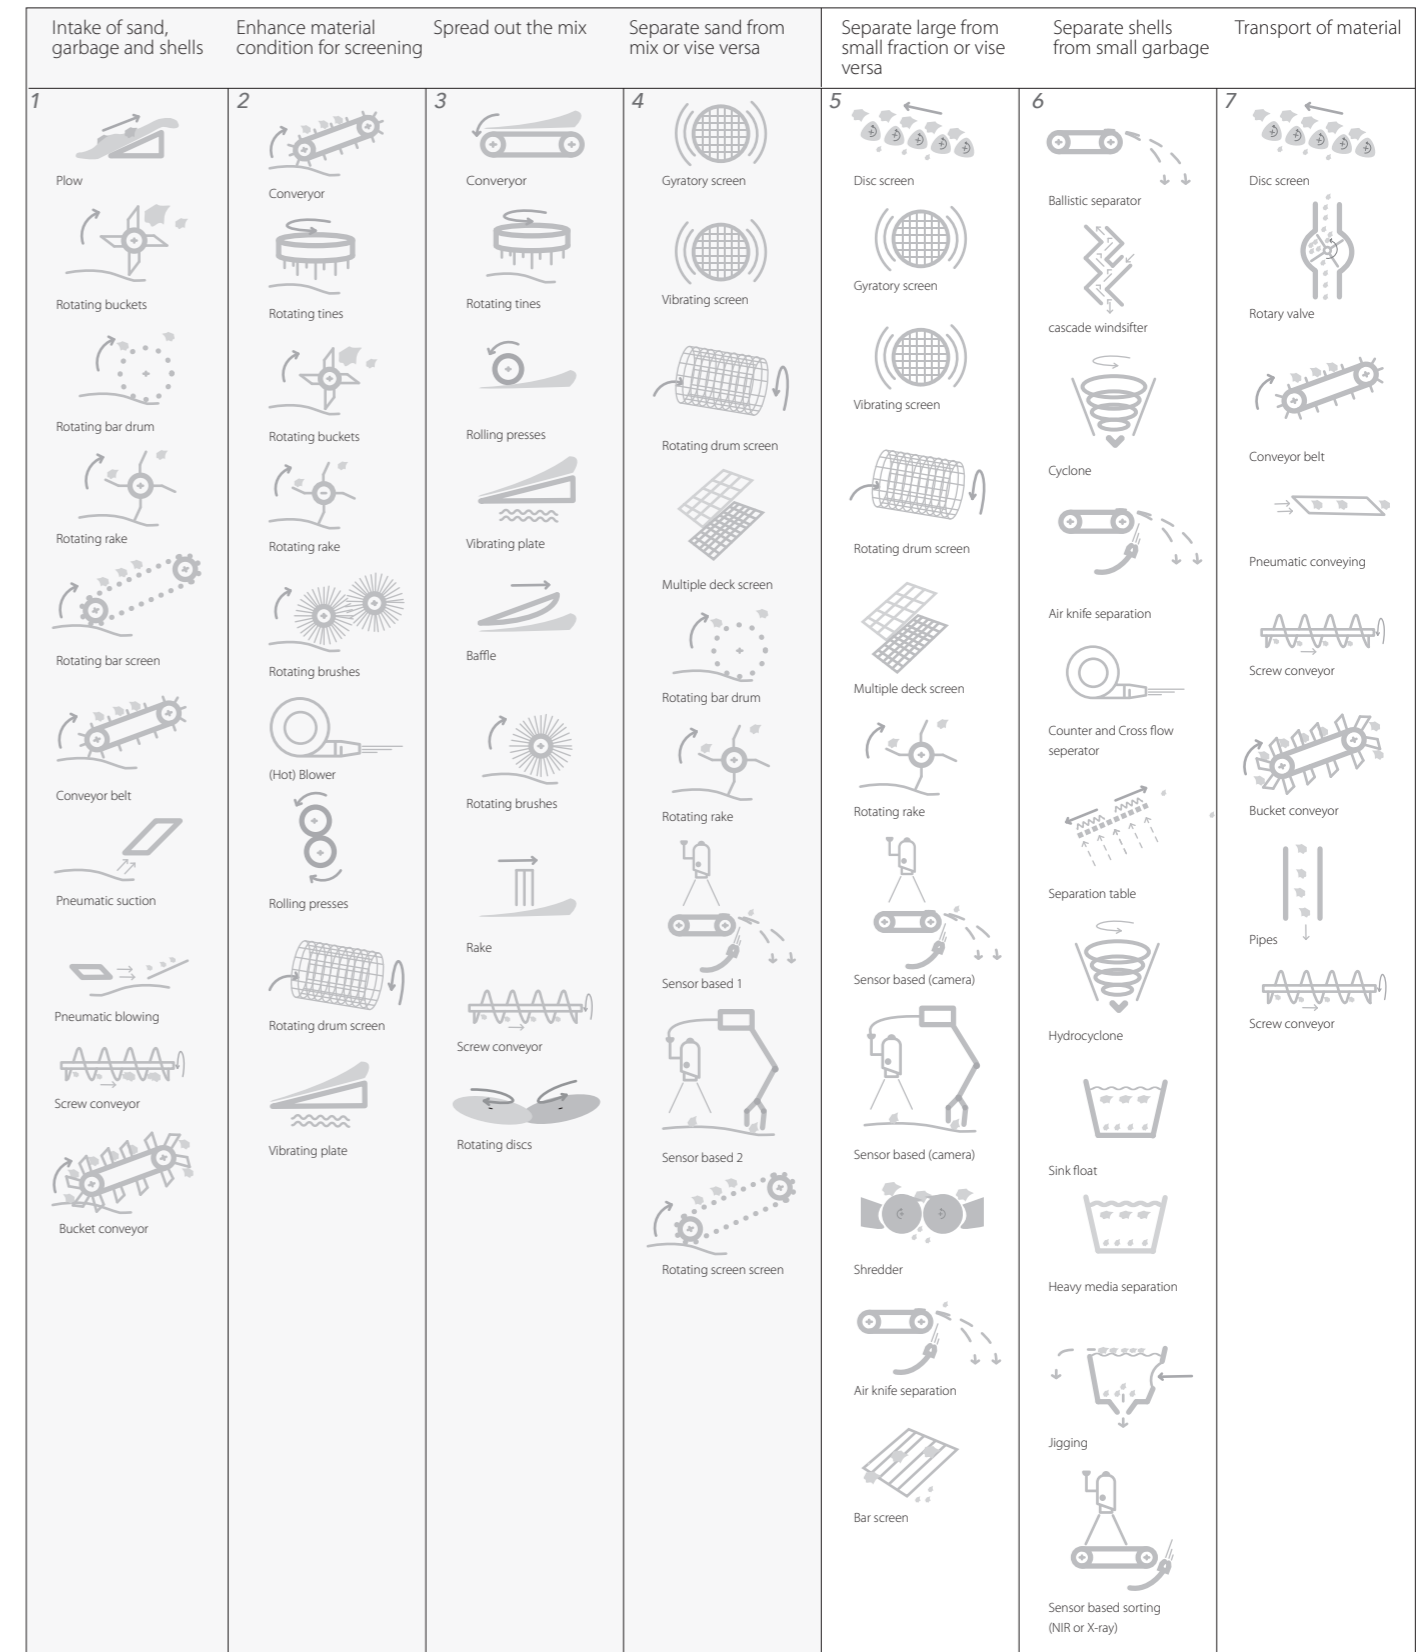 Intake of sand,
garbage and shells
Enhance material
condition for screening
Spread out the mix
Separate sand from
mix or vise versa
Separate large from
small fraction or vise
versa
Separate shells
from small garbage
Transport of material
1
Plow
Rotating buckets
Rotating bar drum
Rotating rake
Rotating bar screen
Conveyor belt
Pneumatic suction
Pneumatic blowing
Screw conveyor
Bucket conveyor
2
Converyor
Rotating tines
Rotating buckets
Rotating rake
Rotating brushes
(Hot) Blower
Rolling presses
Rotating drum screen
Vibrating plate
3
Converyor
Rotating tines
Rolling presses
Vibrating plate
Baffle
Rotating brushes
Rake
Screw conveyor
Rotating discs
4
Gyratory screen
Vibrating screen
Rotating drum screen
Multiple deck screen
Rotating bar drum
Rotating rake
Sensor based 1
Sensor based 2
Rotating screen screen
5
Disc screen
Gyratory screen
Vibrating screen
Rotating drum screen
Multiple deck screen
Rotating rake
Sensor based (camera)
Sensor based (camera)
Shredder
Air knife separation
Bar screen
6
Ballistic separator
cascade windsifter
Cyclone
Air knife separation
Counter and Cross flow
seperator
Separation table
Hydrocyclone
Sink float
Heavy media separation
Jigging
Sensor based sorting
(NIR or X-ray)
7
Disc screen
Rotary valve
Conveyor belt
Pneumatic conveying
Screw conveyor
Bucket conveyor
Pipes
Screw conveyor